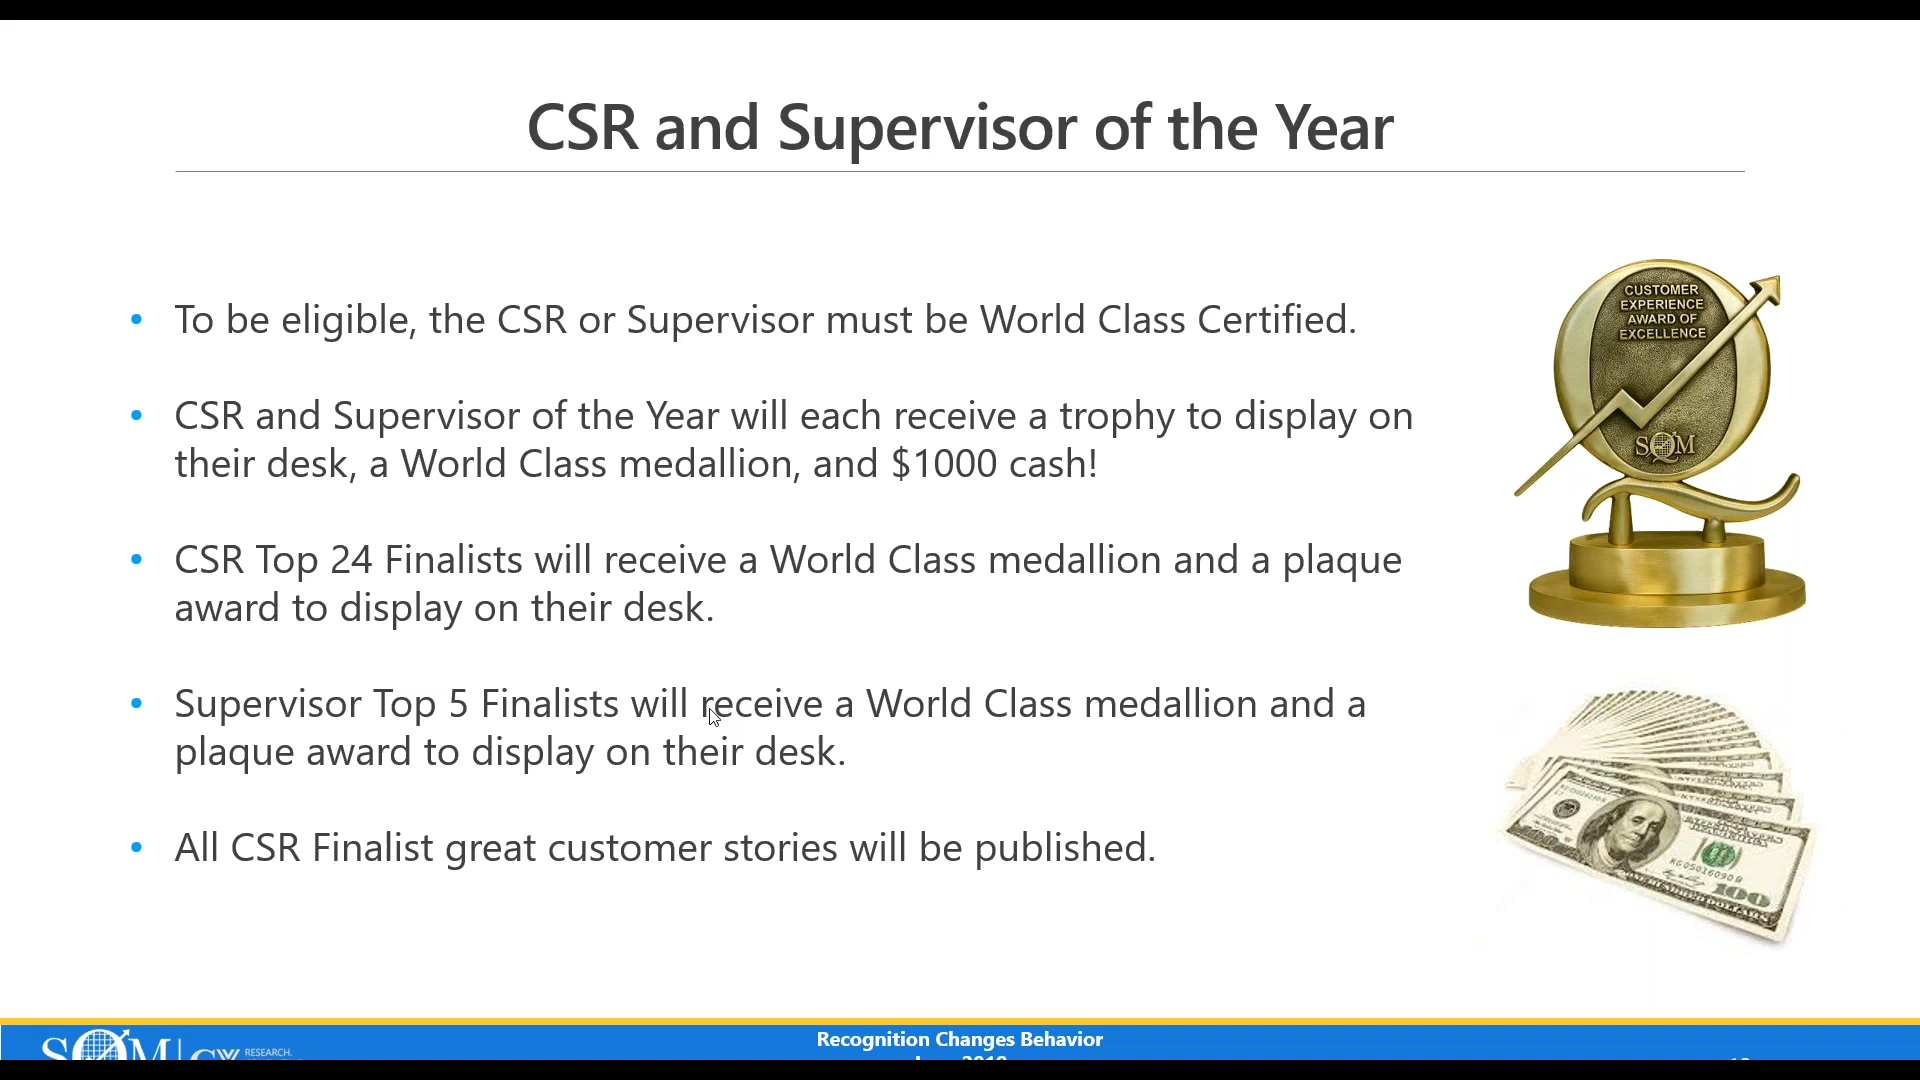 CSR and Supervisor of the Year
• To be eligible, the CSR or Supervisor must be World Class Certified.
• CSR and Supervisor of the Year will each receive a trophy to display on
their desk, a World Class medallion, and $1000 cash!
• CSR Top 24 Finalists will receive a World Class medallion and a plaque
award to display on their desk.
• Supervisor Top 5 Finalists will receive a World Class medallion and a
plaque award to display on their desk.
• All CSR Finalist great customer stories will be published.
CUSTOMER
EXPERIENCE
AWARD OF
EXCELLENCE
SQM
100
SQM
RESEARCH.
Recognition Changes Behavior